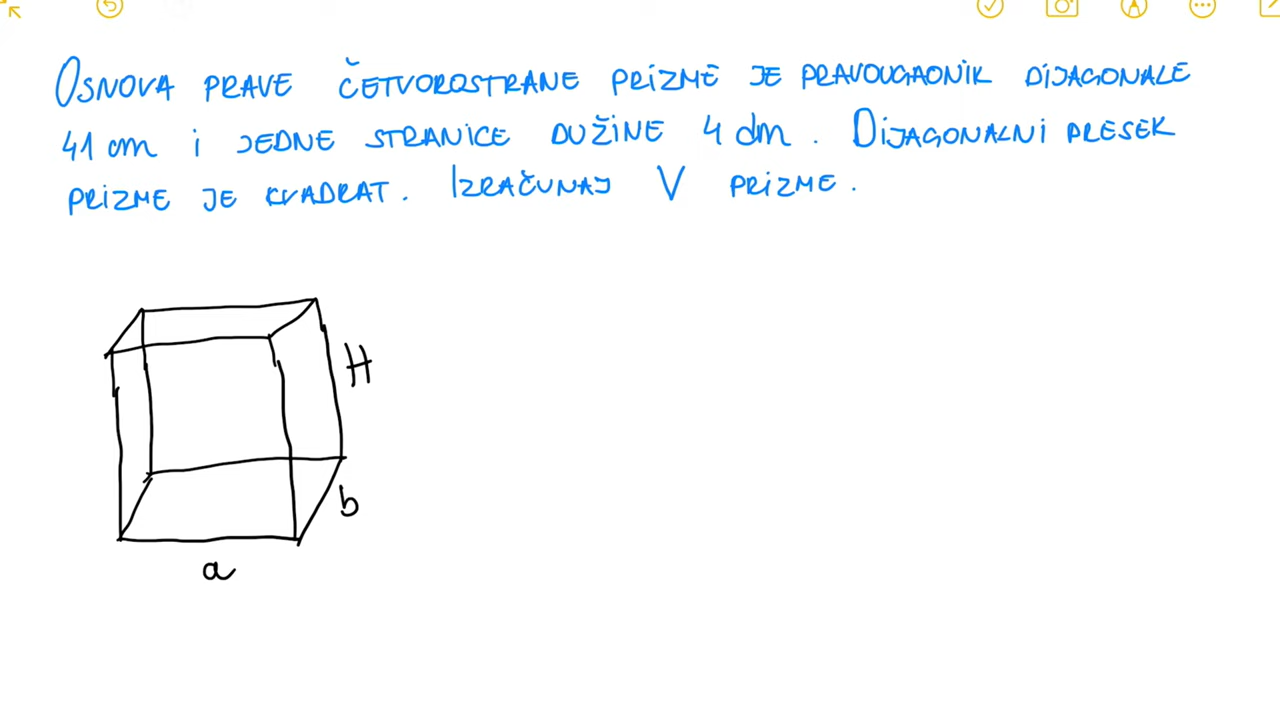 OSNOVA PRAVE ČETVOROSTRANE PRIZME JE PRAVOUGAONIK DIJAGONALE
41 cm i JEDNE STRANICE DUŽINE 4 dm. DIJAGONALNI PRESEK
PRIZME JE KVADRAT. IZRAČUNAJ V PRIZME.
H
b
a